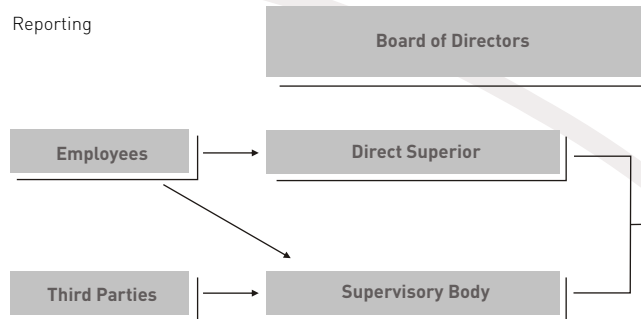 Reporting
Board of Directors
Employees
Direct Superior
Third Parties
Supervisory Body